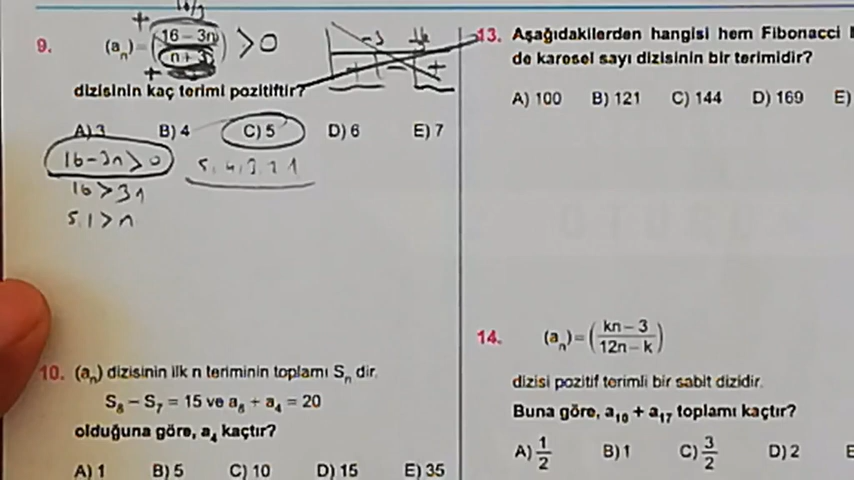 16/3
+
9. (aₙ) = (16 – 3n / n + 3) > 0
+
dizisinin kaç terimi pozitiftir?
A) 3 B) 4 C) 5 D) 6 E) 7
16 - 3n > 0 5, 4, 3, 2, 1
16 > 3n
5,1 > n
10. (aₙ) dizisinin ilk n teriminin toplamı Sₙ dir.
S₈ – S₇ = 15 ve a₈ + a₄ = 20
olduğuna göre, a₄ kaçtır?
A) 1 B) 5 C) 10 D) 15 E) 35
13. Aşağıdakilerden hangisi hem Fibonacci
de karesel sayı dizisinin bir terimidir?
A) 100 B) 121 C) 144 D) 169 E)
14. (aₙ) = (kn – 3 / 12n – k)
dizisi pozitif terimli bir sabit dizidir.
Buna göre, a₁₀ + a₁₇ toplamı kaçtır?
A) 1/2 B) 1 C) 3/2 D) 2 E